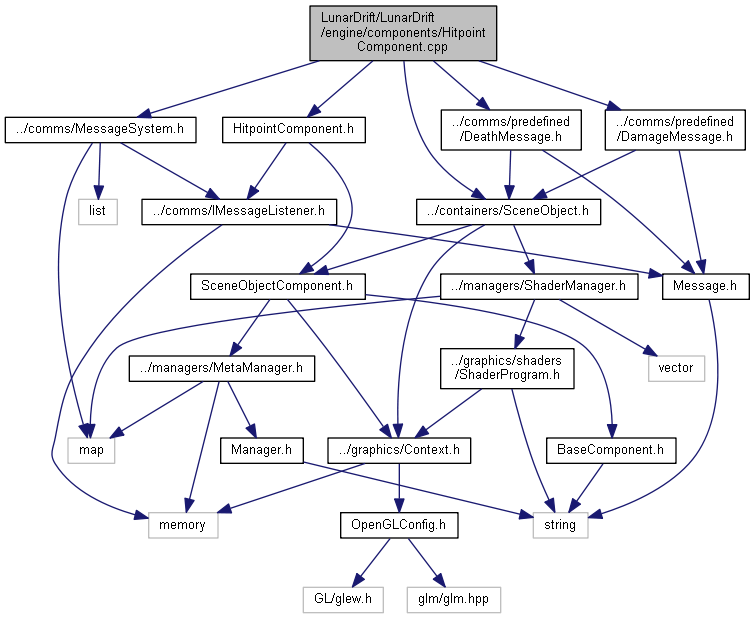 LunarDrift/LunarDrift
/engine/components/Hitpoint
Component.cpp
../comms/MessageSystem.h
HitpointComponent.h
../comms/predefined
/DeathMessage.h
../comms/predefined
/DamageMessage.h
list
../comms/IMessageListener.h
../containers/SceneObject.h
SceneObjectComponent.h
../managers/ShaderManager.h
Message.h
../managers/MetaManager.h
../graphics/shaders
/ShaderProgram.h
vector
map
Manager.h
../graphics/Context.h
BaseComponent.h
memory
OpenGLConfig.h
string
GL/glew.h
glm/glm.hpp